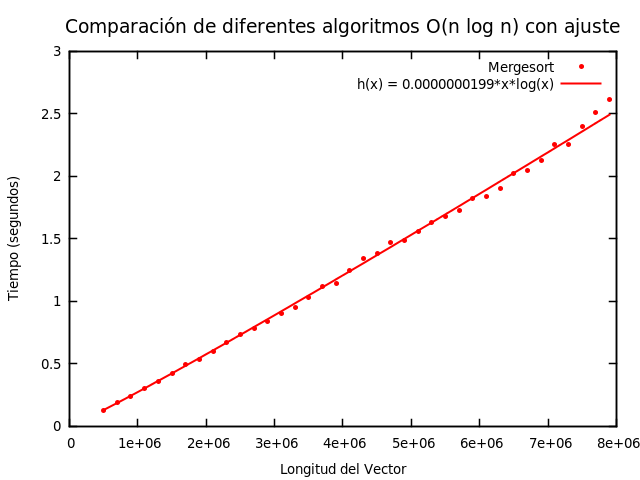 Comparación de diferentes algoritmos O(n log n) con ajuste
Mergesort
h(x) = 0.0000000199*x*log(x)
3
2.5
2
1.5
1
0.5
0
0 1e+06 2e+06 3e+06 4e+06 5e+06 6e+06 7e+06 8e+06
Tiempo (segundos)
Longitud del Vector